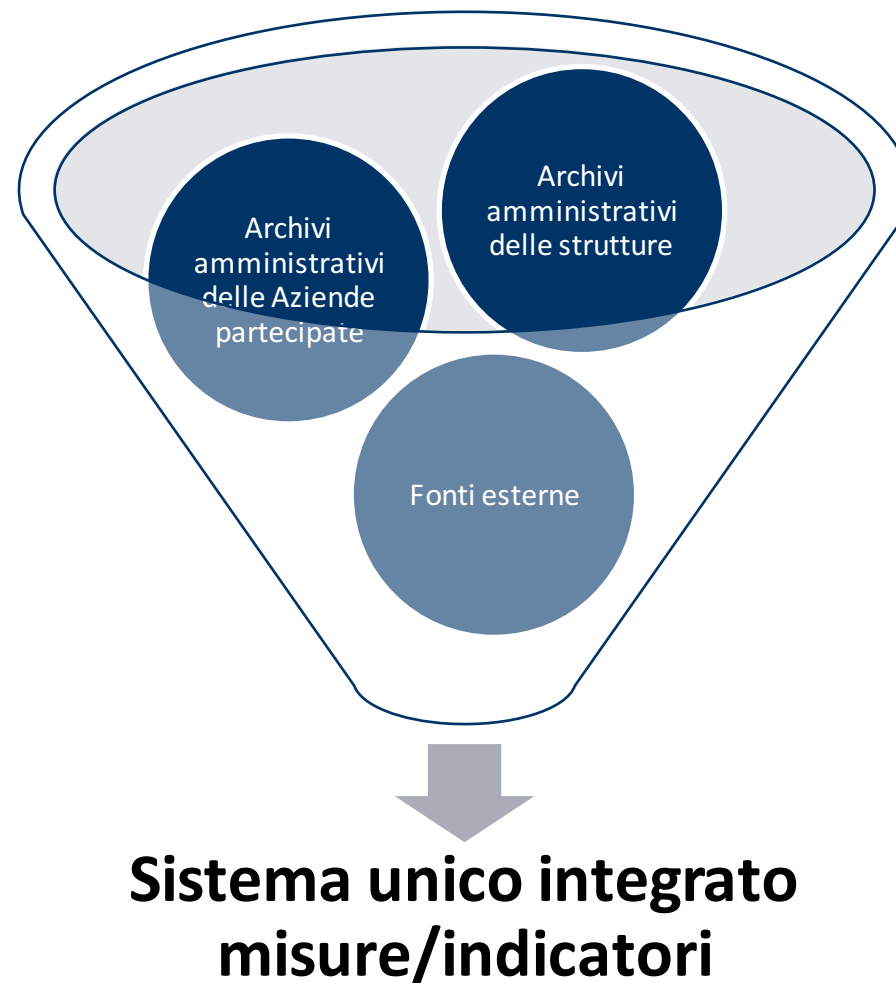 Archivi
amministrativi
delle strutture
Archivi
amministrativi
delle Aziende
partecipate
Fonti esterne
Sistema unico integrato
misure/indicatori